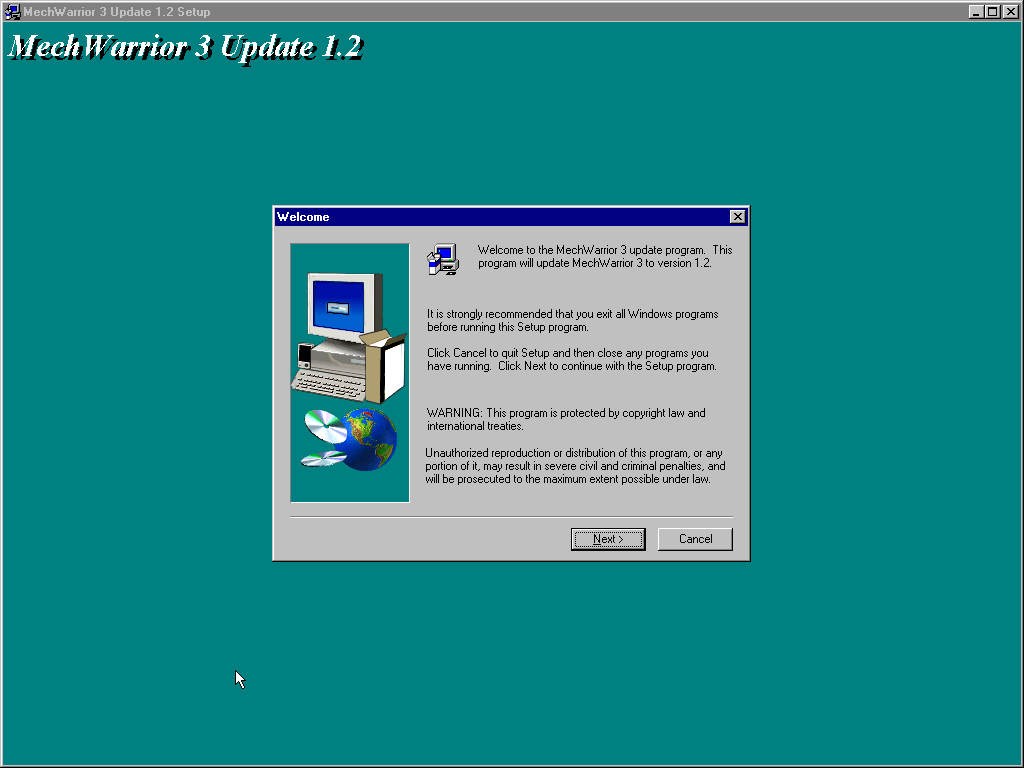 MechWarrior 3 Update 1.2 Setup
MechWarrior 3 Update 1.2
Welcome
Welcome to the MechWarrior 3 update program.  This
program will update MechWarrior 3 to version 1.2.
It is strongly recommended that you exit all Windows programs
before running this Setup program.
Click Cancel to quit Setup and then close any programs you
have running.  Click Next to continue with the Setup program.
WARNING: This program is protected by copyright law and
international treaties.
Unauthorized reproduction or distribution of this program, or any
portion of it, may result in severe civil and criminal penalties, and
will be prosecuted to the maximum extent possible under law.
Next >
Cancel